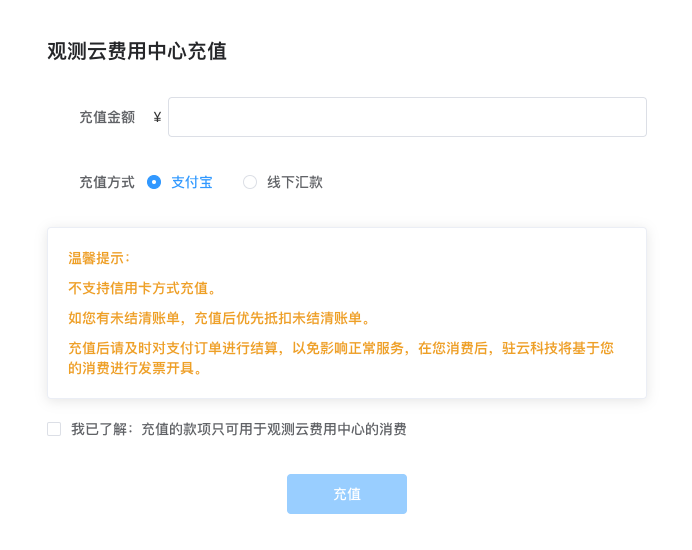 观测云费用中心充值
充值金额 ¥
充值方式 支付宝 线下汇款
温馨提示：
不支持信用卡方式充值。
如您有未结清账单，充值后优先抵扣未结清账单。
充值后请及时对支付订单进行结算，以免影响正常服务，在您消费后，驻云科技将基于您
的消费进行发票开具。
我已了解：充值的款项只可用于观测云费用中心的消费
充值